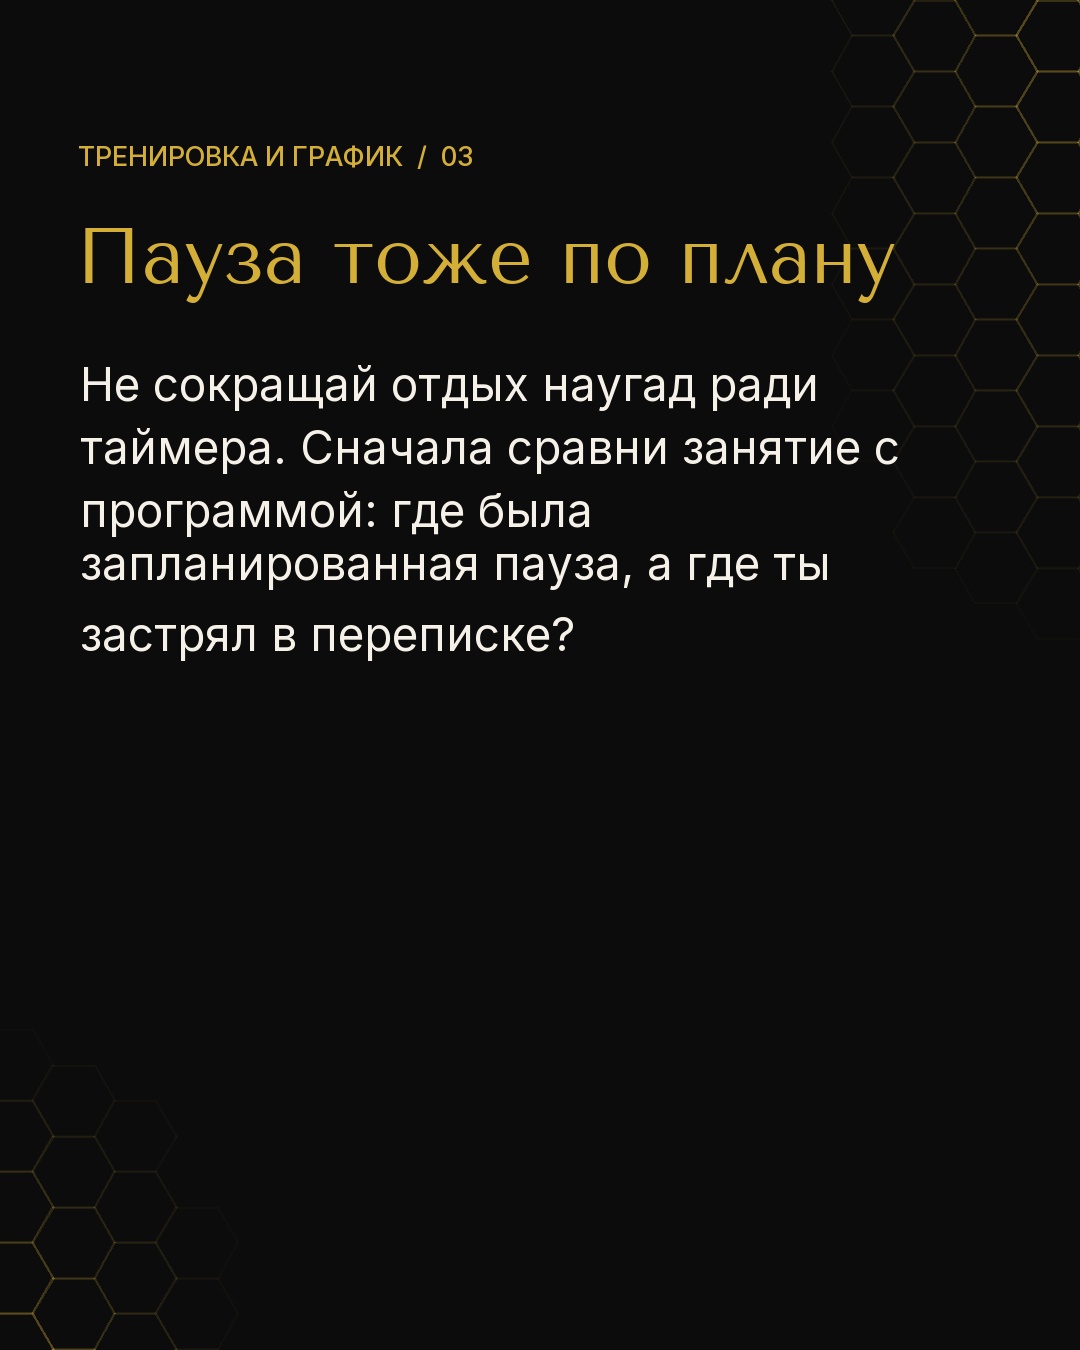 ТРЕНИРОВКА И ГРАФИК / 03
Пауза тоже по плану
Не сокращай отдых наугад ради
таймера. Сначала сравни занятие с
программой: где была
запланированная пауза, а где ты
застрял в переписке?